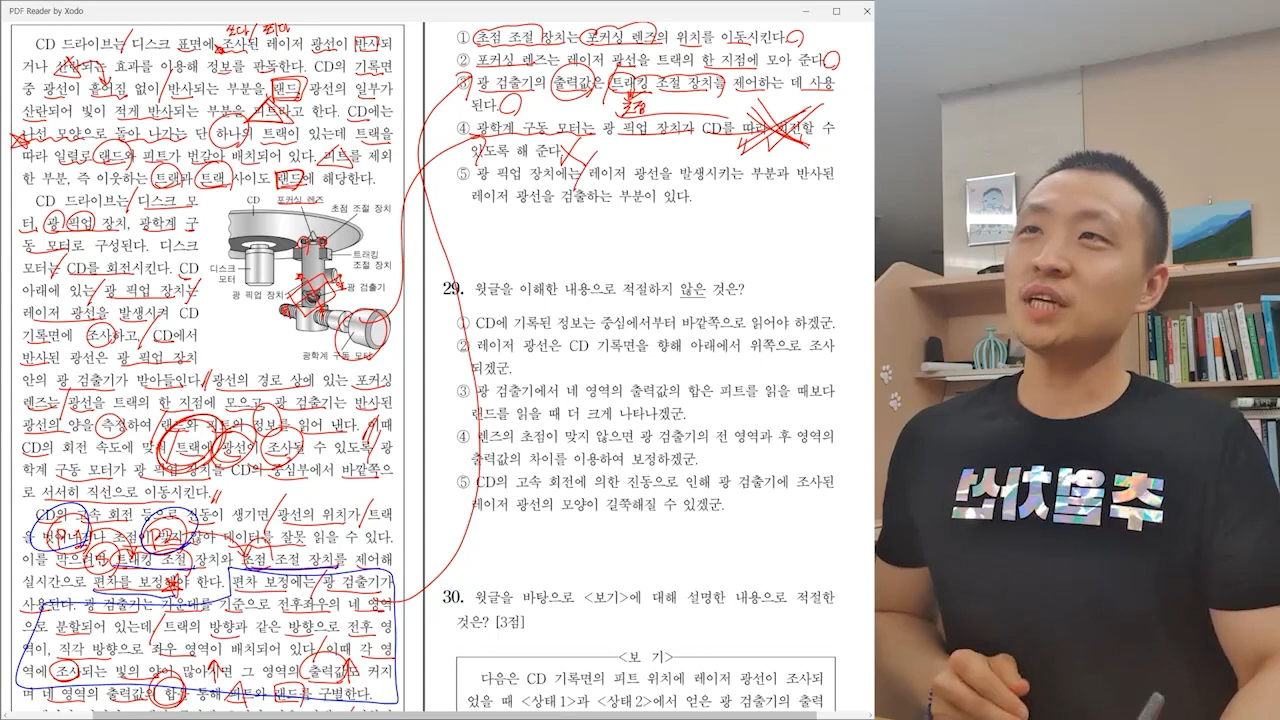 PDF Reader by Xodo
CD 드라이브는 디스크 표면에 조사된 레이저 광선이 반사되
거나 산란되는 효과를 이용해 정보를 판독한다. CD의 기록면
중 광선이 흩어짐 없이 반사되는 부분을 랜드, 광선의 일부가
산란되어 빛이 적게 반사되는 부분을 피트라고 한다. CD에는
나선 모양으로 돌아 나가는 단 하나의 트랙이 있는데 트랙을
따라 일렬로 랜드와 피트가 번갈아 배치되어 있다. 피트를 제외
한 부분, 즉 이웃하는 트랙과 트랙 사이도 랜드에 해당한다.
CD 드라이브는 디스크 모
터, 광 픽업 장치, 광학계 구
동 모터로 구성된다. 디스크
모터는 CD를 회전시킨다. CD
아래에 있는 광 픽업 장치는
레이저 광선을 발생시켜 CD
기록면에 조사하고, CD에서
반사된 광선은 광 픽업 장치
안의 광 검출기가 받아들인다. 광선의 경로 상에 있는 포커싱
렌즈는 광선을 트랙의 한 지점에 모으고, 광 검출기는 반사된
광선의 양을 측정하여 랜드와 피트의 정보를 읽어 낸다. 이때
CD의 회전 속도에 맞춰 트랙에 광선이 조사될 수 있도록 광
학계 구동 모터가 광 픽업 장치를 CD의 중심부에서 바깥쪽으
로 서서히 직선으로 이동시킨다.
CD의 고속 회전 등으로 진동이 생기면 광선의 위치가 트랙
을 벗어나거나 초점이 맞지 않아 데이터를 잘못 읽을 수 있다.
이를 막으려면 트래킹 조절 장치와 초점 조절 장치를 제어해
실시간으로 편차를 보정해야 한다. 편차 보정에는 광 검출기가
사용된다. 광 검출기는 가운데를 기준으로 전후좌우의 네 영역
으로 분할되어 있는데, 트랙의 방향과 같은 방향으로 전후 영
역이, 직각 방향으로 좌우 영역이 배치되어 있다. 이때 각 영
역에 조사되는 빛의 양이 많아지면 그 영역의 출력값도 커지
며 네 영역의 출력값의 합을 통해 피트와 랜드를 구별한다.
CD
포커싱 렌즈
초점 조절 장치
트래킹
조절 장치
디스크
모터
광 픽업 장치
광 검출기
광학계 구동 모터
① 초점 조절 장치는 포커싱 렌즈의 위치를 이동시킨다.
② 포커싱 렌즈는 레이저 광선을 트랙의 한 지점에 모아 준다.
③ 광 검출기의 출력값은 트래킹 조절 장치를 제어하는 데 사용
된다.
초점
④ 광학계 구동 모터는 광 픽업 장치가 CD를 따라 회전할 수
있도록 해 준다.
⑤ 광 픽업 장치에는 레이저 광선을 발생시키는 부분과 반사된
레이저 광선을 검출하는 부분이 있다.
29. 윗글을 이해한 내용으로 적절하지 않은 것은?
① CD에 기록된 정보는 중심에서부터 바깥쪽으로 읽어야 하겠군.
② 레이저 광선은 CD 기록면을 향해 아래에서 위쪽으로 조사
되겠군.
③ 광 검출기에서 네 영역의 출력값의 합은 피트를 읽을 때보다
랜드를 읽을 때 더 크게 나타나겠군.
④ 렌즈의 초점이 맞지 않으면 광 검출기의 전 영역과 후 영역의
출력값의 차이를 이용하여 보정하겠군.
⑤ CD의 고속 회전에 의한 진동으로 인해 광 검출기에 조사된
레이저 광선의 모양이 길쭉해질 수 있겠군.
30. 윗글을 바탕으로 <보기>에 대해 설명한 내용으로 적절한
것은? [3점]
<보 기>
다음은 CD 기록면의 피트 위치에 레이저 광선이 조사되
었을 때 <상태 1>과 <상태 2>에서 얻은 광 검출기의 출력